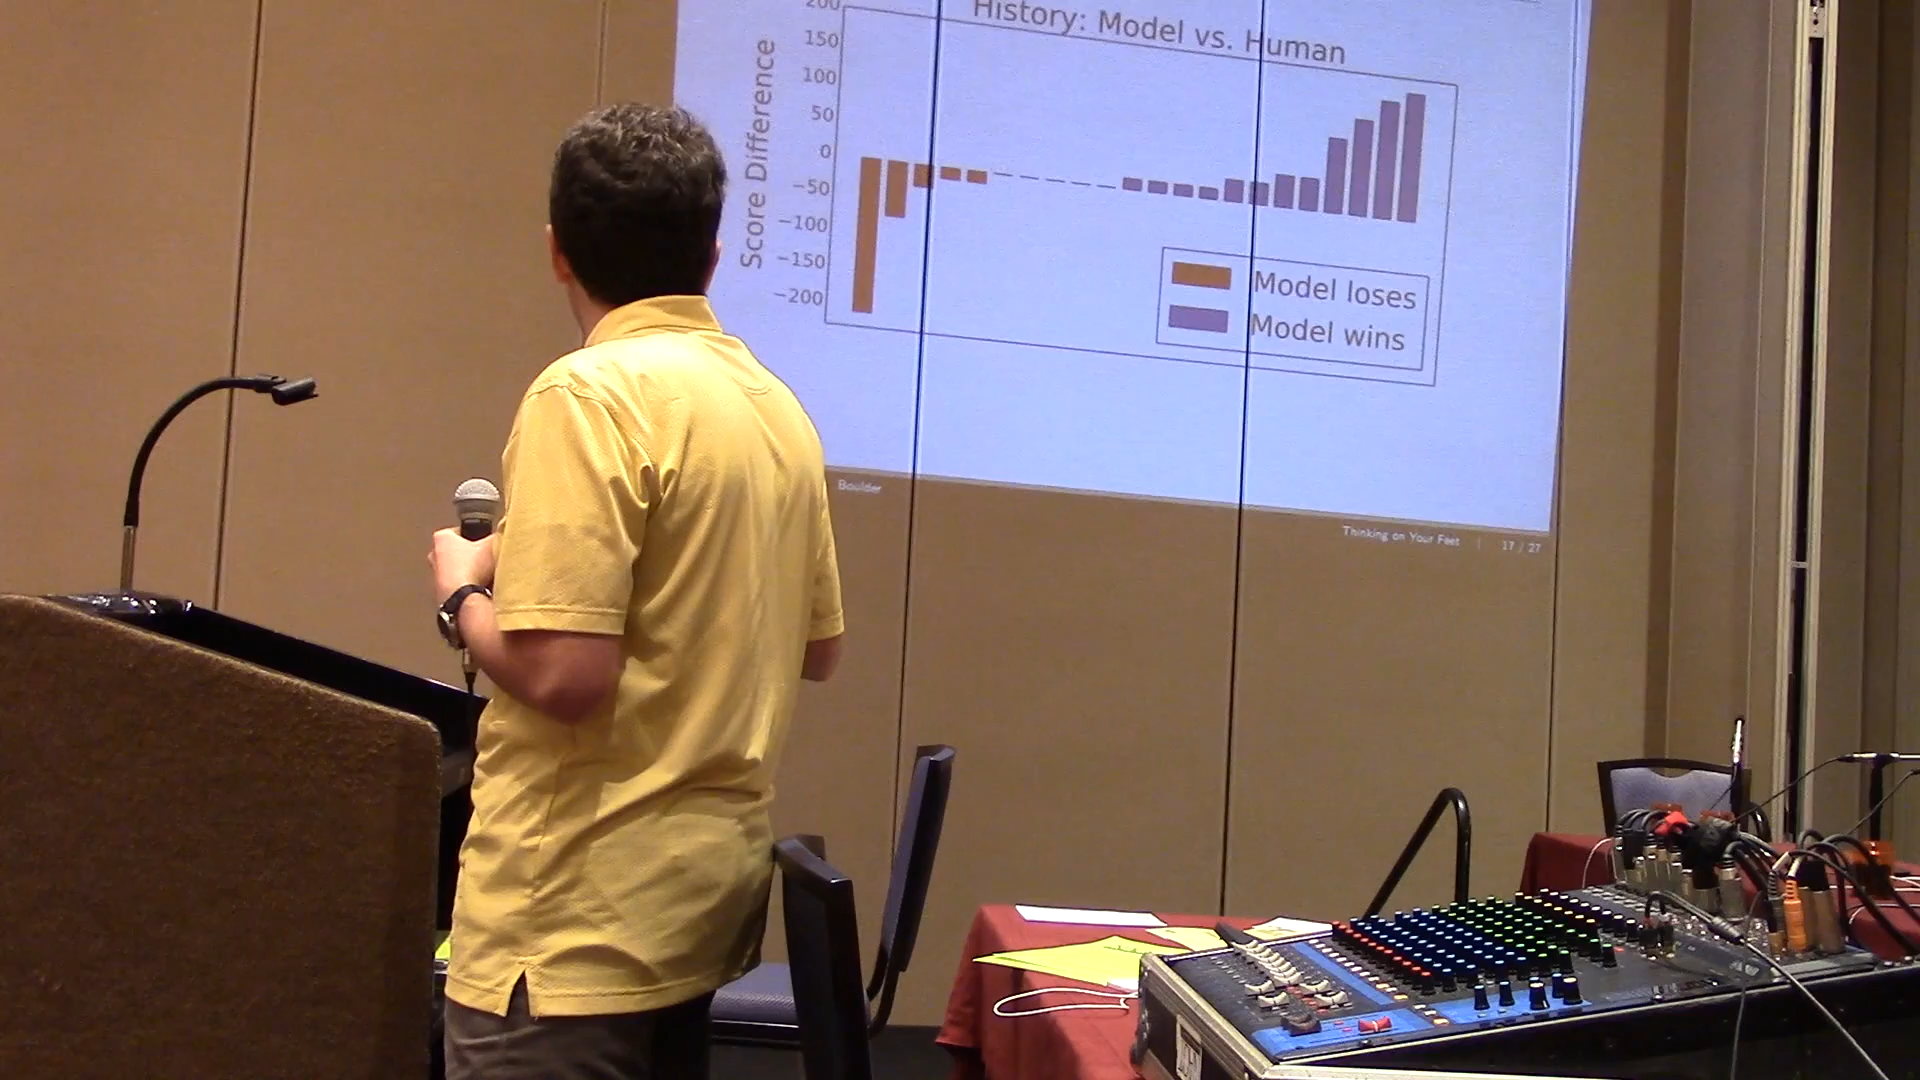 History: Model vs. Human
Score Difference
200
150
100
50
0
−50
−100
−150
−200
Model loses
Model wins
Boulder
Thinking on Your Feet | 17 / 27